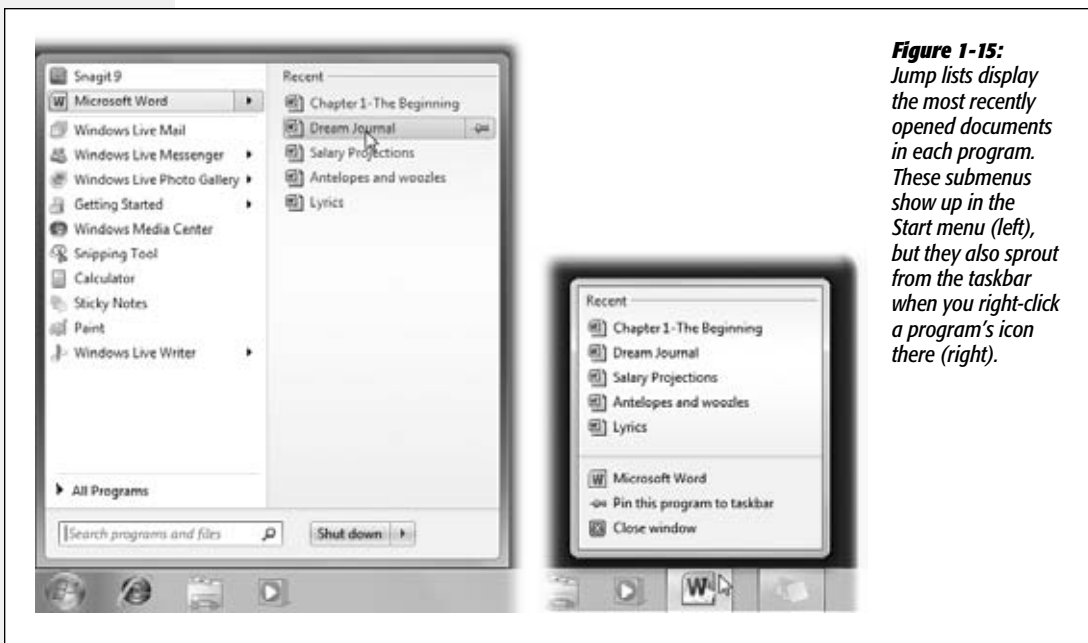 Snagit 9
Microsoft Word
Windows Live Mail
Windows Live Messenger
Windows Live Photo Gallery
Getting Started
Windows Media Center
Snipping Tool
Calculator
Sticky Notes
Paint
Windows Live Writer
All Programs
Search programs and files
Shut down
Recent
Chapter 1-The Beginning
Dream Journal
Salary Projections
Antelopes and woozles
Lyrics
Recent
Chapter 1-The Beginning
Dream Journal
Salary Projections
Antelopes and woozles
Lyrics
Microsoft Word
Pin this program to taskbar
Close window
Figure 1-15:
Jump lists display
the most recently
opened documents
in each program.
These submenus
show up in the
Start menu (left),
but they also sprout
from the taskbar
when you right-click
a program’s icon
there (right).